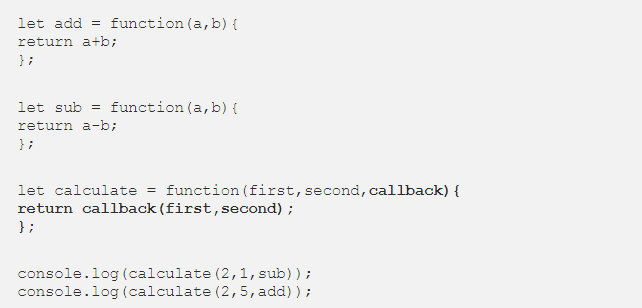 let add = function(a,b){
return a+b;
};
let sub = function(a,b){
return a-b;
};
let calculate = function(first,second,callback){
return callback(first,second);
};
console.log(calculate(2,1,sub));
console.log(calculate(2,5,add));